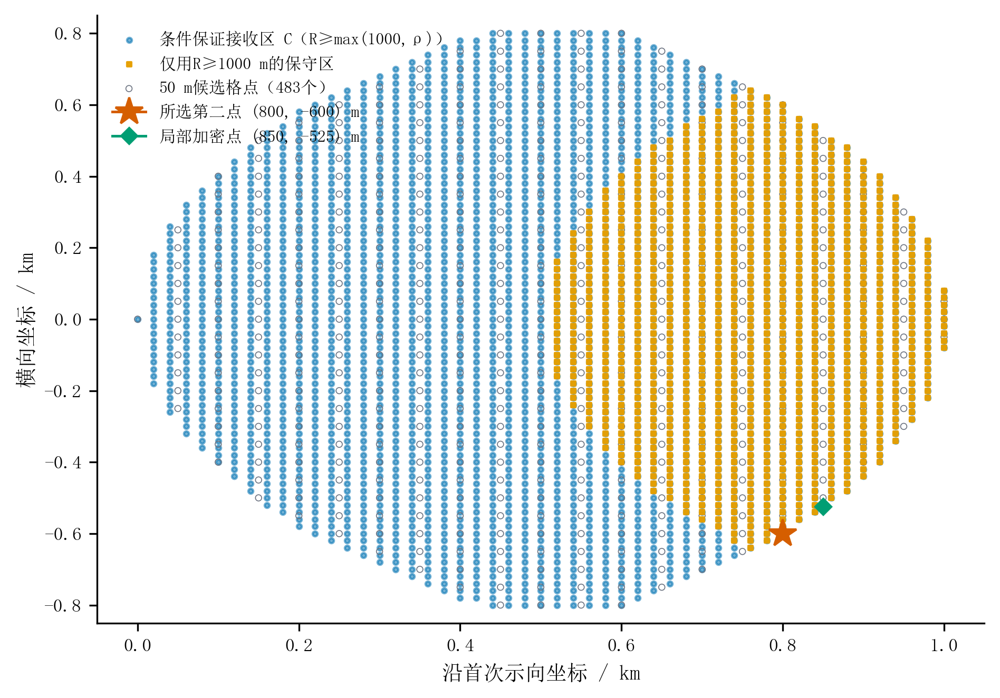 条件保证接收区 C（R≥max(1000, ρ)）
仅用R≥1000 m的保守区
50 m候选格点（483个）
所选第二点 (800, −600) m
局部加密点 (850, −525) m
0.8
0.6
0.4
0.2
0.0
−0.2
−0.4
−0.6
−0.8
横向坐标 / km
0.0 0.2 0.4 0.6 0.8 1.0
沿首次示向坐标 / km